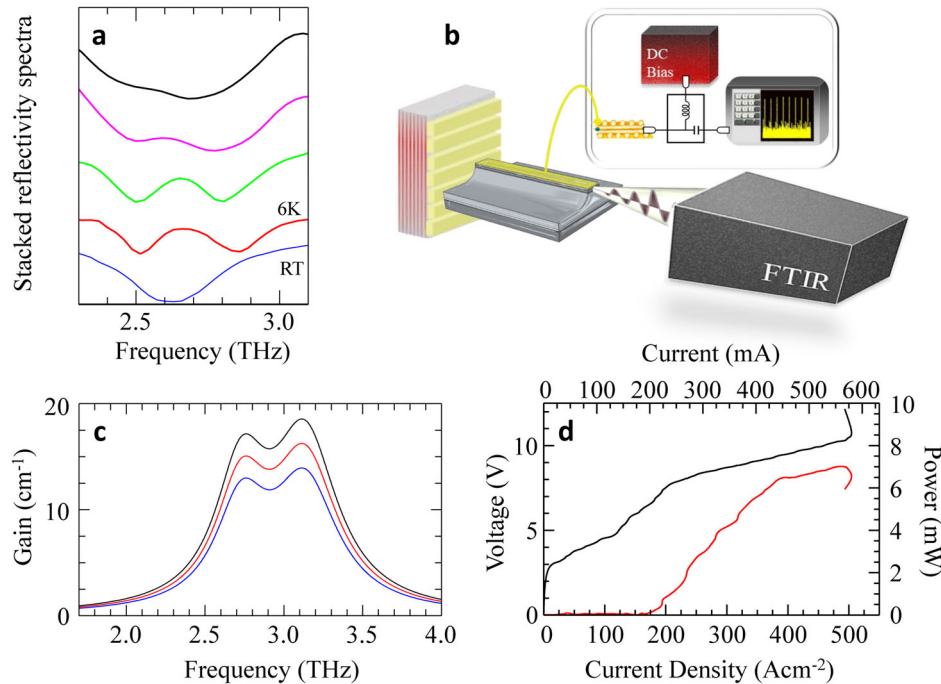 a
Stacked reflectivity spectra
6K
RT
2.5 3.0
Frequency (THz)
b
DC
Bias
FTIR
c
Gain (cm-1)
20
10
0
2.0 2.5 3.0 3.5 4.0
Frequency (THz)
Current (mA)
0 100 200 300 400 500 600
d
Voltage (V)
10
5
0
10
8
6
4
2
0
Power (mW)
0 100 200 300 400 500
Current Density (Acm-2)